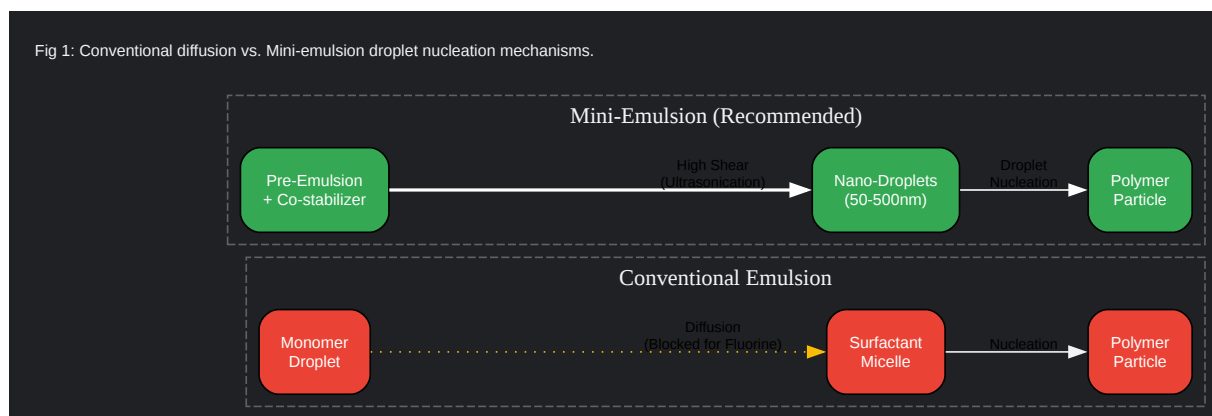 Fig 1: Conventional diffusion vs. Mini-emulsion droplet nucleation mechanisms.
Mini-Emulsion (Recommended)
Pre-Emulsion
+ Co-stabilizer
High Shear
(Ultrasonication)
Nano-Droplets
(50-500nm)
Droplet
Nucleation
Polymer
Particle
Conventional Emulsion
Monomer
Droplet
Diffusion
(Blocked for Fluorine)
Surfactant
Micelle
Nucleation
Polymer
Particle